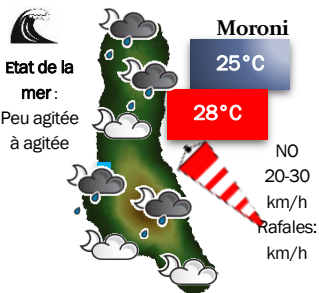 Moroni
25°C
28°C
Etat de la
mer :
Peu agitée
à agitée
NO
20-30
km/h
Rafales:
km/h